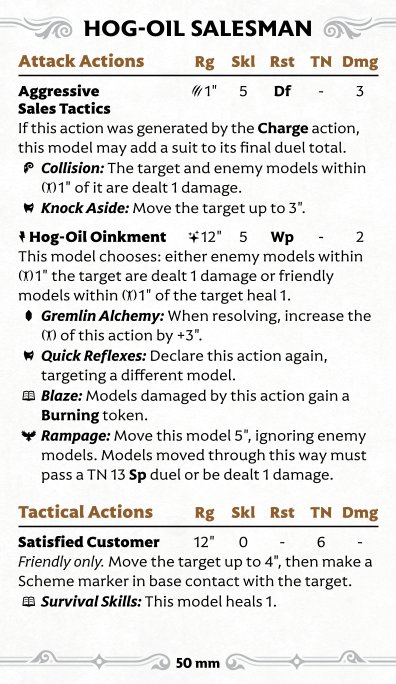 HOG-OIL SALESMAN
Attack Actions Rg Skl Rst TN Dmg
Aggressive 1" 5 Df - 3
Sales Tactics
If this action was generated by the Charge action,
this model may add a suit to its final duel total.
Collision: The target and enemy models within
1" of it are dealt 1 damage.
Knock Aside: Move the target up to 3".
Hog-Oil Oinkment 12" 5 Wp - 2
This model chooses: either enemy models within
1" the target are dealt 1 damage or friendly
models within 1" of the target heal 1.
Gremlin Alchemy: When resolving, increase the
of this action by +3".
Quick Reflexes: Declare this action again,
targeting a different model.
Blaze: Models damaged by this action gain a
Burning token.
Rampage: Move this model 5", ignoring enemy
models. Models moved through this way must
pass a TN 13 Sp duel or be dealt 1 damage.
Tactical Actions Rg Skl Rst TN Dmg
Satisfied Customer 12" 0 - 6 -
Friendly only. Move the target up to 4", then make a
Scheme marker in base contact with the target.
Survival Skills: This model heals 1.
50 mm